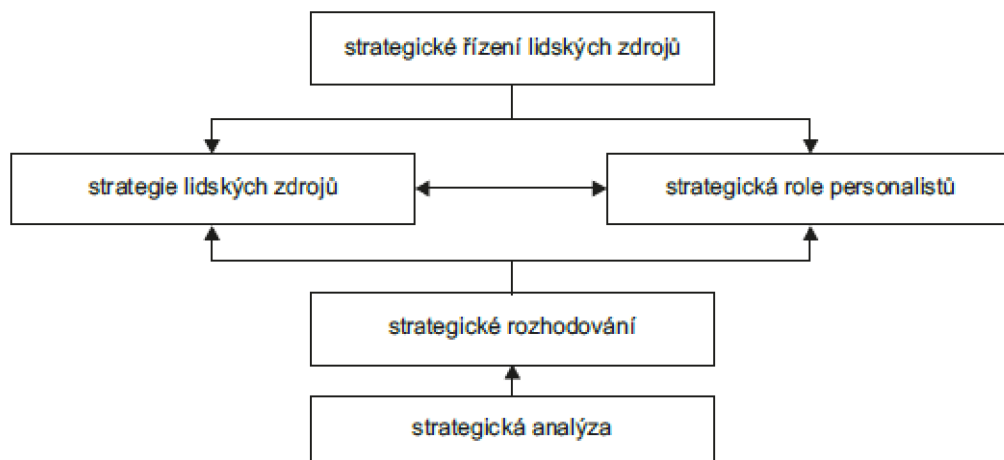 strategické řízení lidských zdrojů
strategie lidských zdrojů
strategická role personalistů
strategické rozhodování
strategická analýza